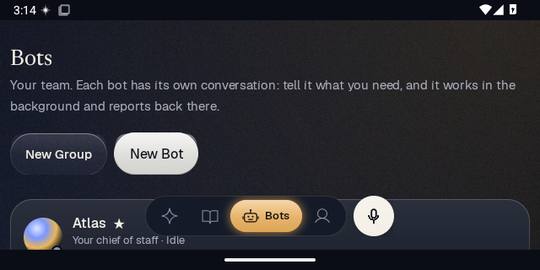 3:14
Bots
Your team. Each bot has its own conversation: tell it what you need, and it works in the
background and reports back there.
New Group
New Bot
Atlas ★
Your chief of staff · Idle
Bots